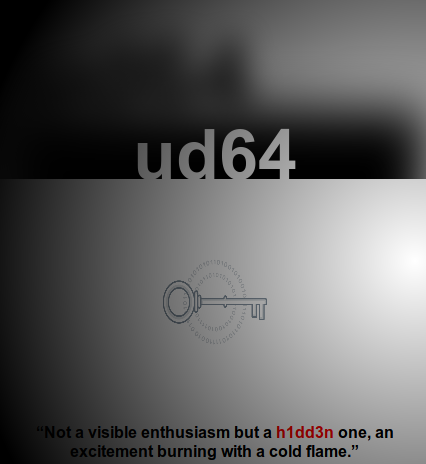 ud64
“Not a visible enthusiasm but a h1dd3n one, an
excitement burning with a cold flame.”